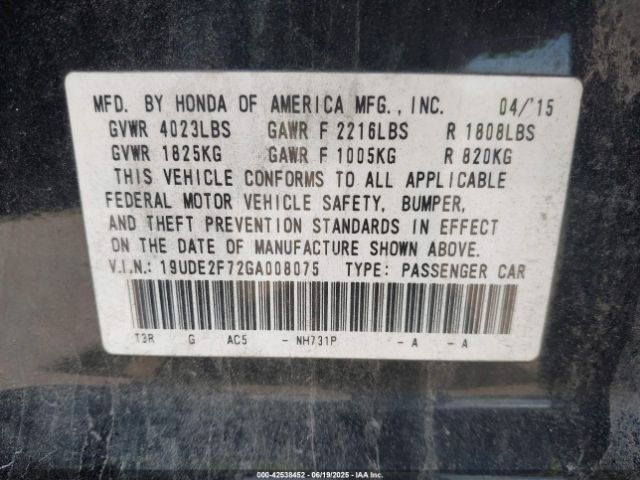 MFD. BY HONDA OF AMERICA MFG., INC. 04/'15
GVWR 4023LBS GAWR F 2216LBS R 1808LBS
GVWR 1825KG GAWR F 1005KG R 820KG
THIS VEHICLE CONFORMS TO ALL APPLICABLE
FEDERAL MOTOR VEHICLE SAFETY, BUMPER,
AND THEFT PREVENTION STANDARDS IN EFFECT
ON THE DATE OF MANUFACTURE SHOWN ABOVE.
V.I.N.: 19UDE2F72GA008075 TYPE: PASSENGER CAR
T3R G AC5 - NH731P - A - A
000-42538452 - 06/19/2025 - IAA Inc.